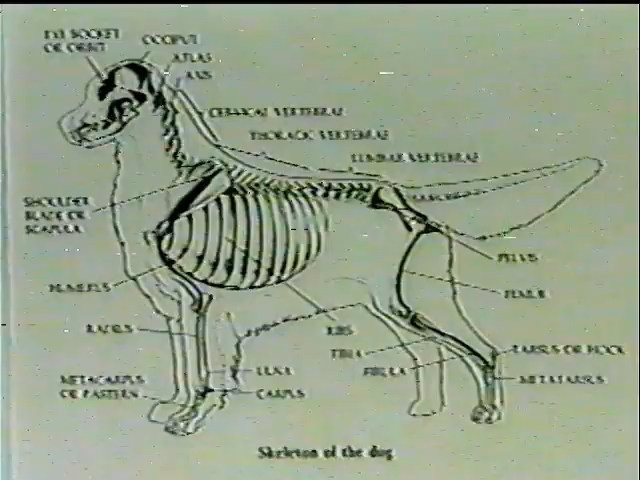 EYE SOCKET
OR ORBIT
OCCIPUT
ATLAS
AXIS
CERVICAL VERTEBRAE
THORACIC VERTEBRAE
LUMBAR VERTEBRAE
SHOULDER
BLADE OR
SCAPULA
PELVIS
HUMERUS
FEMUR
RADIUS
RIBS
TIBIA
TARSUS OR HOCK
FIBULA
ULNA
METACARPUS
OR PASTERN
CARPUS
METATARSUS
Skeleton of the dog